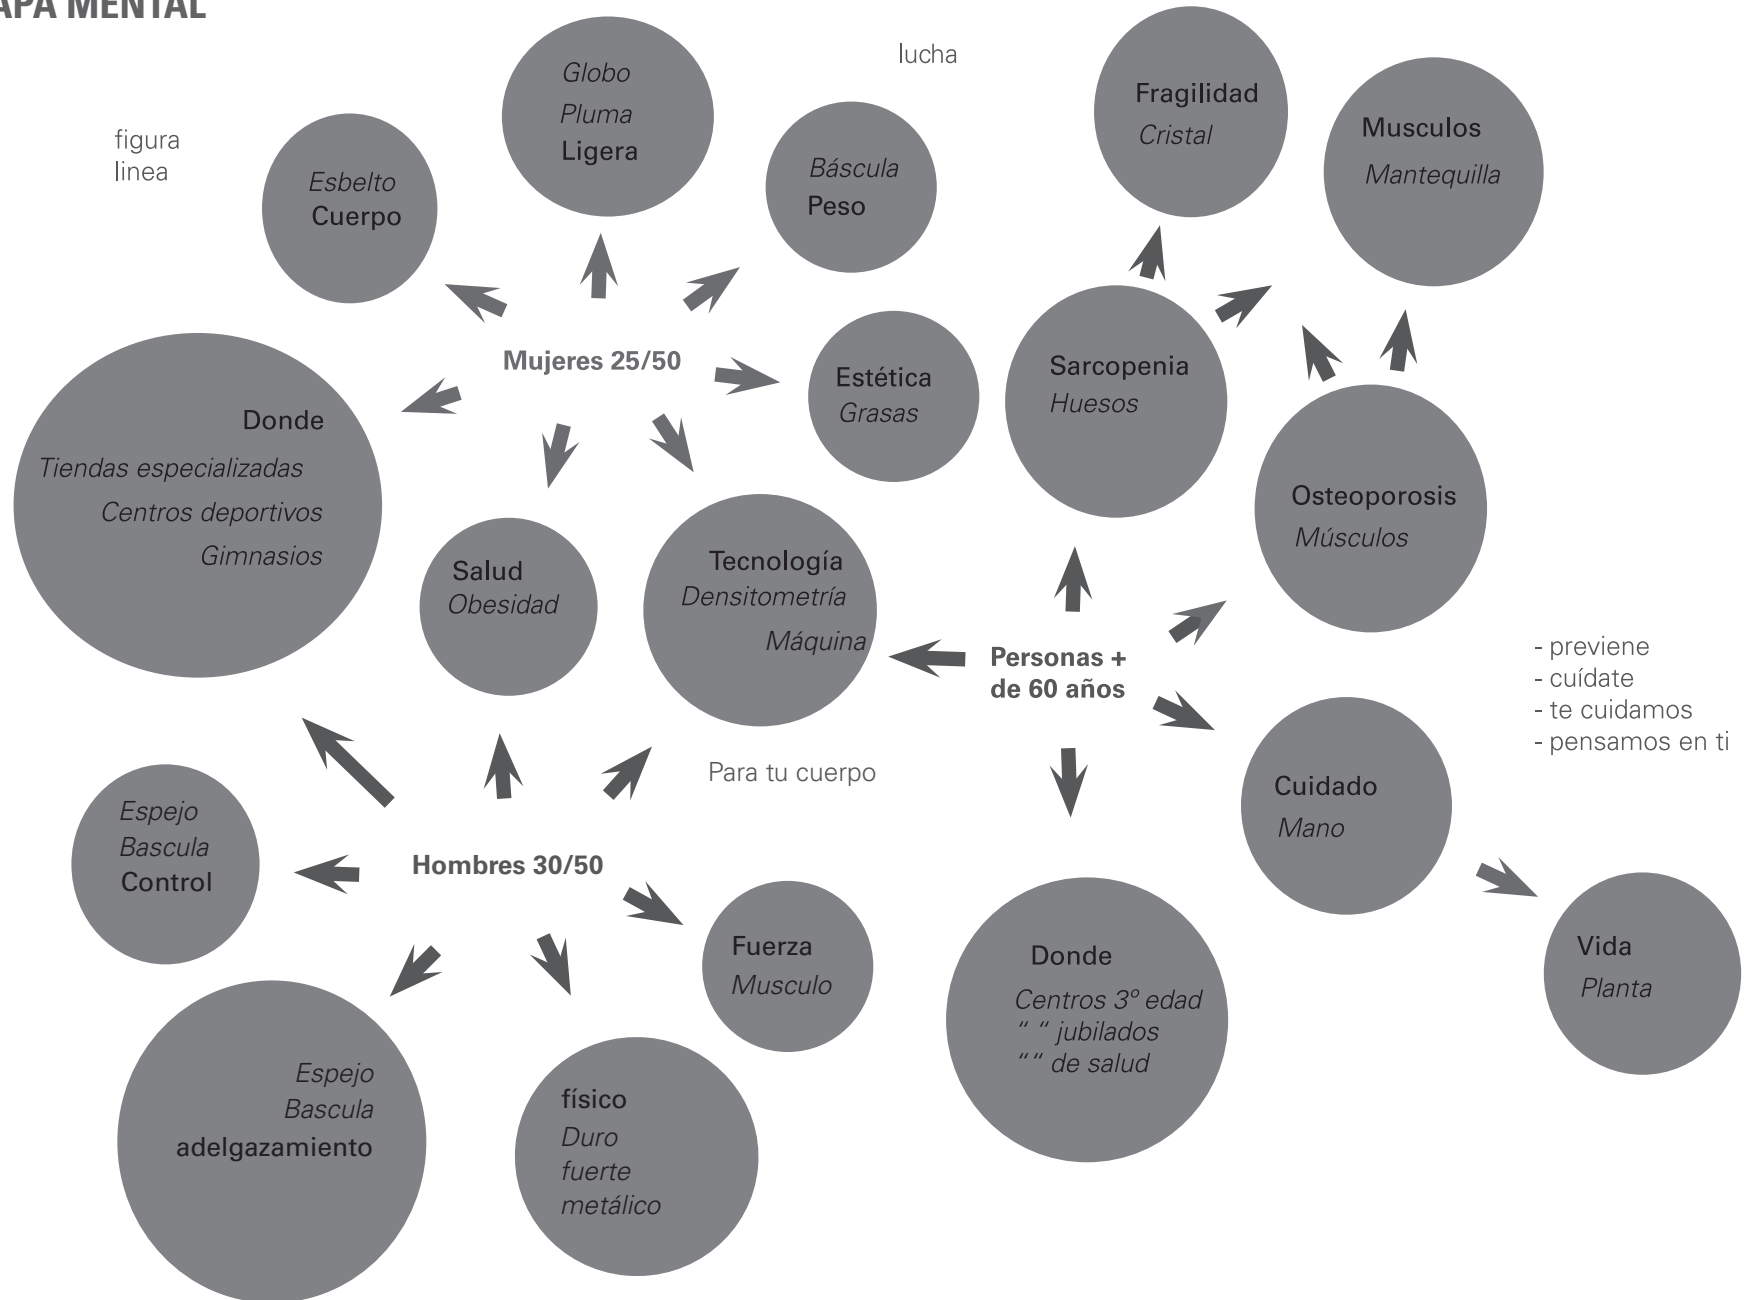 APA MENTAL
lucha
figura
linea
Globo
Pluma
Ligera
Esbelto
Cuerpo
Báscula
Peso
Fragilidad
Cristal
Musculos
Mantequilla
Mujeres 25/50
Estética
Grasas
Sarcopenia
Huesos
Donde
Tiendas especializadas
Centros deportivos
Gimnasios
Osteoporosis
Músculos
Salud
Obesidad
Tecnología
Densitometría
Máquina
Personas +
de 60 años
- previene
- cuídate
- te cuidamos
- pensamos en ti
Para tu cuerpo
Cuidado
Mano
Espejo
Bascula
Control
Hombres 30/50
Fuerza
Musculo
Donde
Centros 3º edad
“ “ jubilados
““ de salud
Vida
Planta
Espejo
Bascula
adelgazamiento
físico
Duro
fuerte
metálico